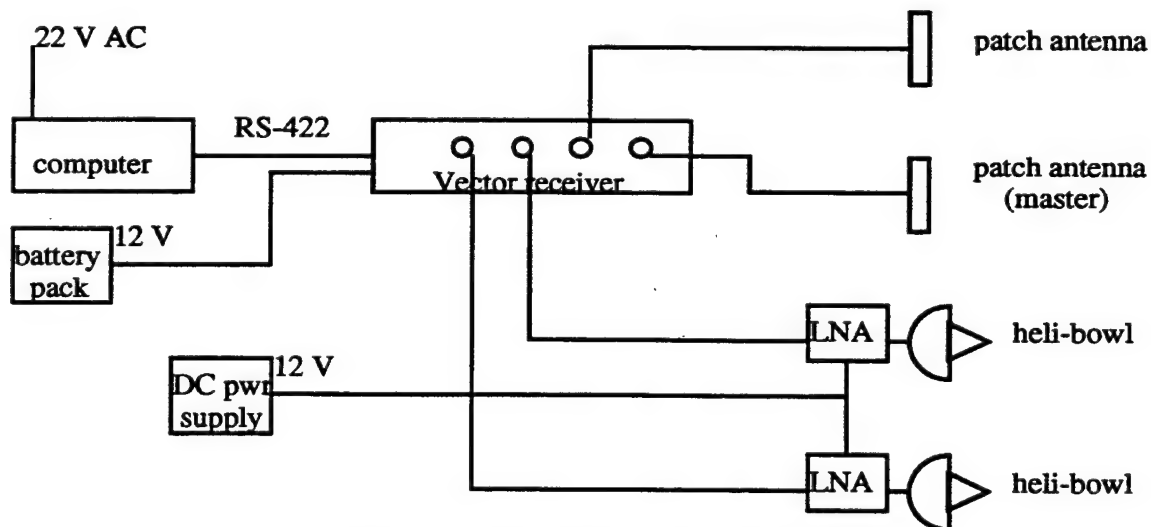 22 V AC
patch antenna
RS-422
computer
Vector receiver
patch antenna
(master)
12 V
battery
pack
LNA
heli-bowl
12 V
DC pwr
supply
LNA
heli-bowl